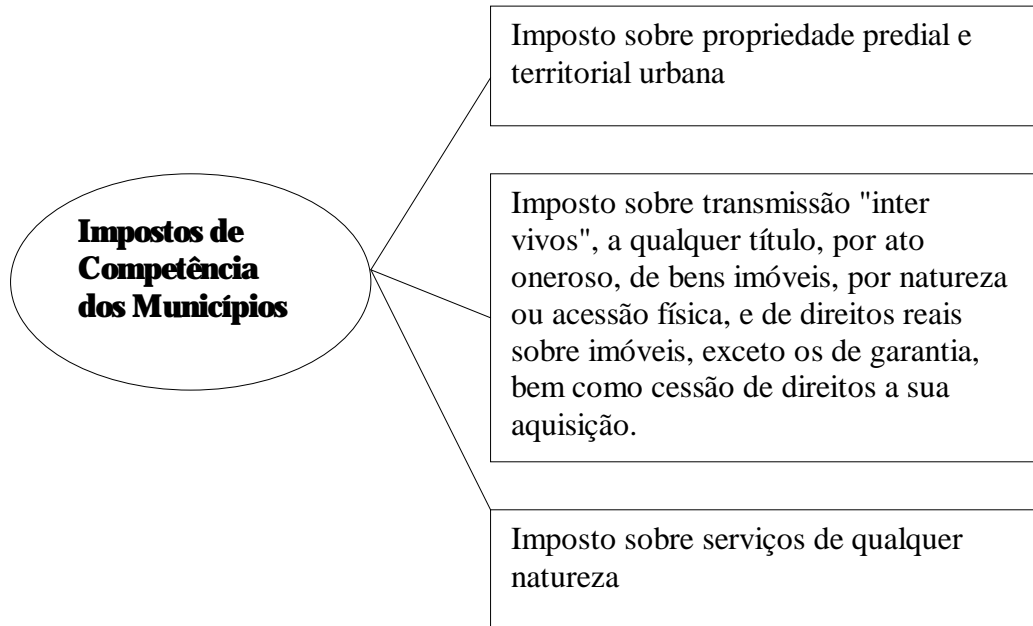 Imposto sobre propriedade predial e
territorial urbana
Impostos de
Competência
dos Municípios
Imposto sobre transmissão "inter
vivos", a qualquer título, por ato
oneroso, de bens imóveis, por natureza
ou acessão física, e de direitos reais
sobre imóveis, exceto os de garantia,
bem como cessão de direitos a sua
aquisição.
Imposto sobre serviços de qualquer
natureza